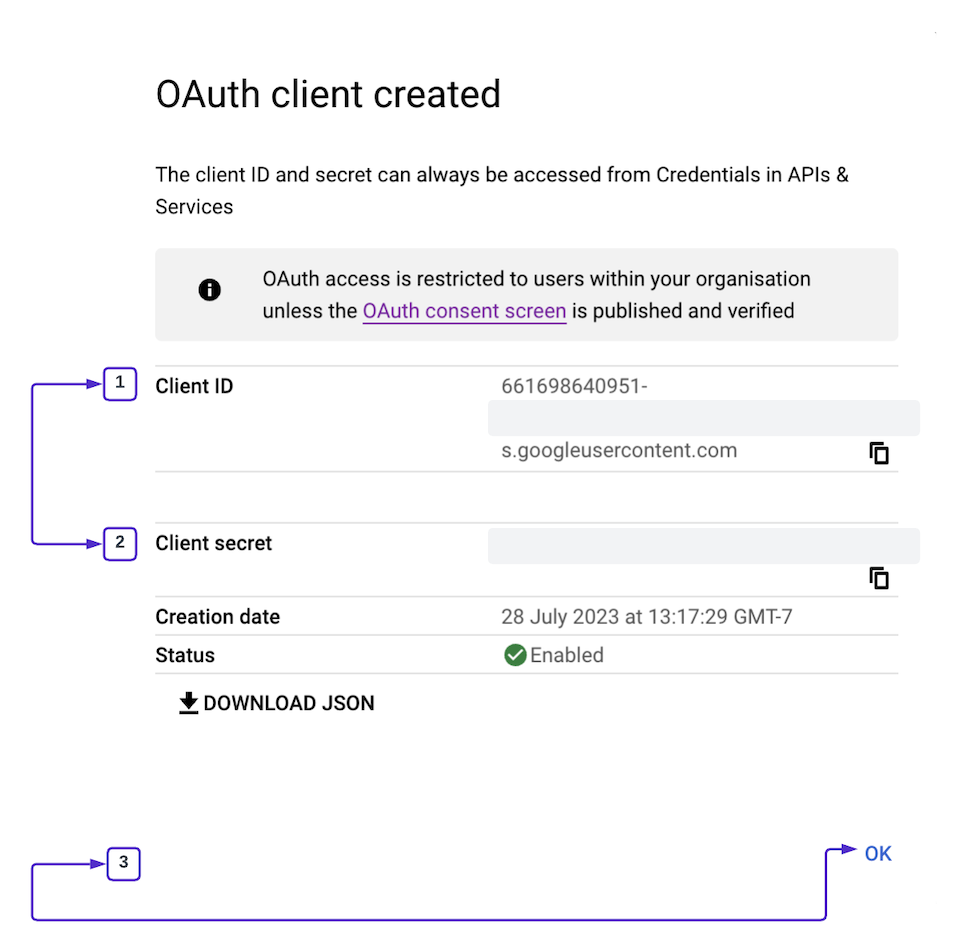 OAuth client created
The client ID and secret can always be accessed from Credentials in APIs &
Services
OAuth access is restricted to users within your organisation
unless the OAuth consent screen is published and verified
1
Client ID
661698640951-
s.googleusercontent.com
2
Client secret
Creation date
28 July 2023 at 13:17:29 GMT-7
Status
Enabled
DOWNLOAD JSON
3
OK